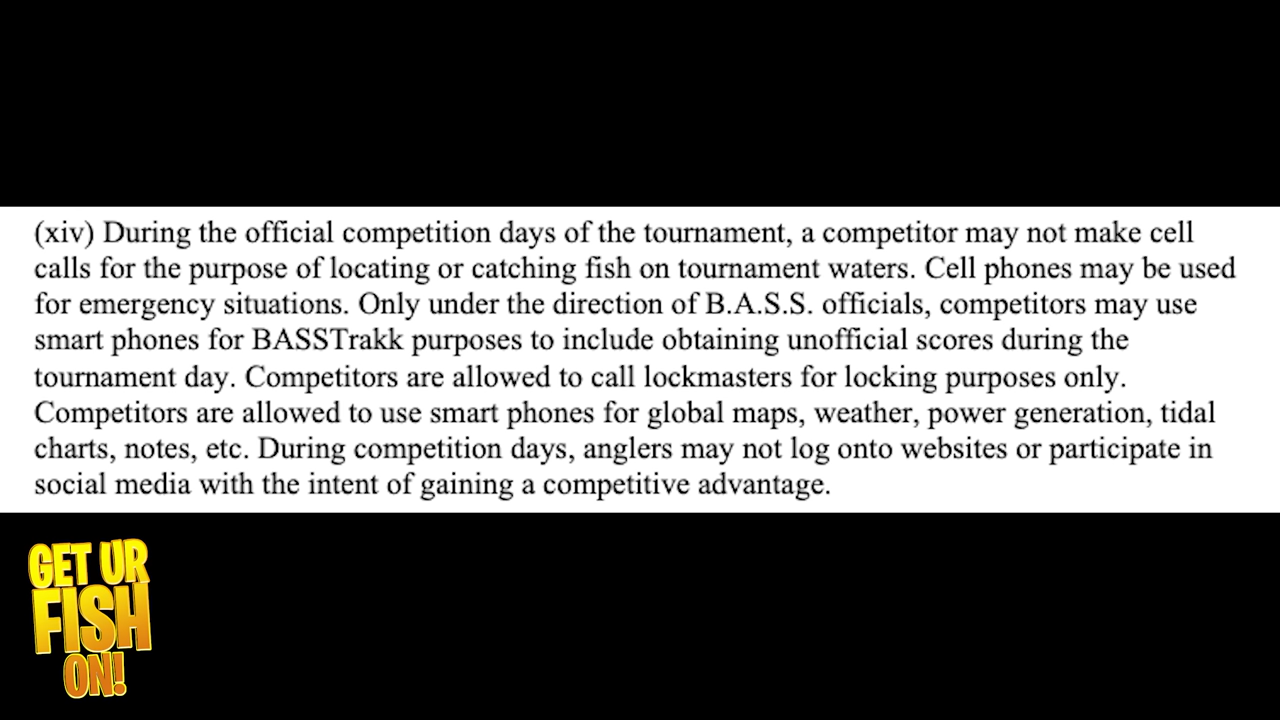 (xiv) During the official competition days of the tournament, a competitor may not make cell
calls for the purpose of locating or catching fish on tournament waters. Cell phones may be used
for emergency situations. Only under the direction of B.A.S.S. officials, competitors may use
smart phones for BASSTrakk purposes to include obtaining unofficial scores during the
tournament day. Competitors are allowed to call lockmasters for locking purposes only.
Competitors are allowed to use smart phones for global maps, weather, power generation, tidal
charts, notes, etc. During competition days, anglers may not log onto websites or participate in
social media with the intent of gaining a competitive advantage.
GET UR
FISH
ON!